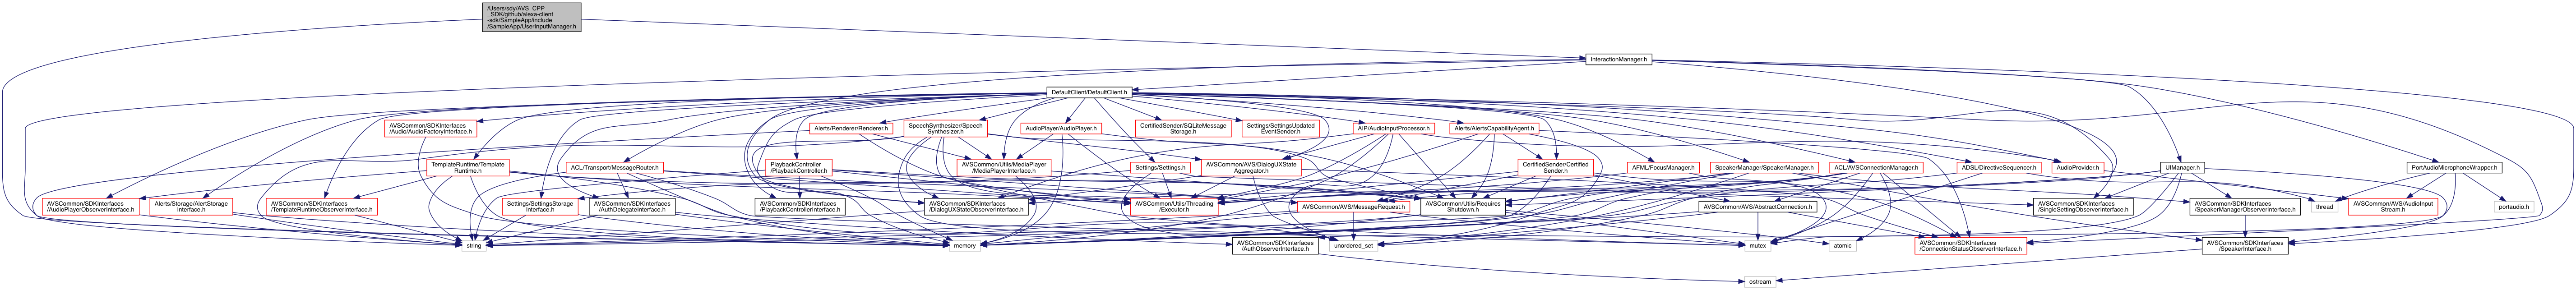 /Users/sdy/AVS_CPP
_SDK/github/alexa-client
-sdk/SampleApp/include
/SampleApp/UserInputManager.h
InteractionManager.h
DefaultClient/DefaultClient.h
AVSCommon/SDKInterfaces
/Audio/AudioFactoryInterface.h
Alerts/Renderer/Renderer.h
SpeechSynthesizer/Speech
Synthesizer.h
AudioPlayer/AudioPlayer.h
CertifiedSender/SQLiteMessage
Storage.h
Settings/SettingsUpdated
EventSender.h
AIP/AudioInputProcessor.h
Alerts/AlertsCapabilityAgent.h
TemplateRuntime/Template
Runtime.h
ACL/Transport/MessageRouter.h
PlaybackController
/PlaybackController.h
AVSCommon/Utils/MediaPlayer
/MediaPlayerInterface.h
Settings/Settings.h
AVSCommon/AVS/DialogUXState
Aggregator.h
CertifiedSender/Certified
Sender.h
AFML/FocusManager.h
SpeakerManager/SpeakerManager.h
ACL/AVSConnectionManager.h
ADSL/DirectiveSequencer.h
AudioProvider.h
UIManager.h
PortAudioMicrophoneWrapper.h
AVSCommon/SDKInterfaces
/AudioPlayerObserverInterface.h
Alerts/Storage/AlertStorage
Interface.h
AVSCommon/SDKInterfaces
/TemplateRuntimeObserverInterface.h
Settings/SettingsStorage
Interface.h
AVSCommon/SDKInterfaces
/AuthDelegateInterface.h
AVSCommon/SDKInterfaces
/PlaybackControllerInterface.h
AVSCommon/SDKInterfaces
/DialogUXStateObserverInterface.h
AVSCommon/Utils/Threading
/Executor.h
AVSCommon/AVS/MessageRequest.h
AVSCommon/Utils/Requires
Shutdown.h
AVSCommon/AVS/AbstractConnection.h
AVSCommon/SDKInterfaces
/SingleSettingObserverInterface.h
AVSCommon/SDKInterfaces
/SpeakerManagerObserverInterface.h
thread
AVSCommon/AVS/AudioInput
Stream.h
portaudio.h
string
memory
AVSCommon/SDKInterfaces
/AuthObserverInterface.h
unordered_set
mutex
atomic
AVSCommon/SDKInterfaces
/ConnectionStatusObserverInterface.h
AVSCommon/SDKInterfaces
/SpeakerInterface.h
ostream